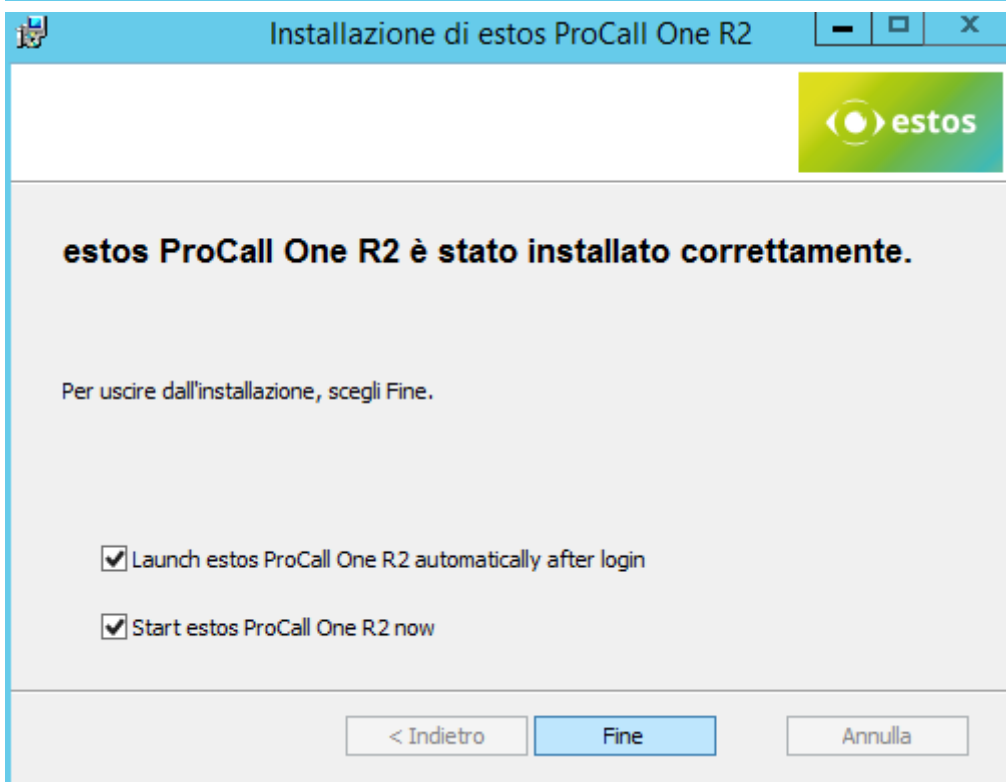 Installazione di estos ProCall One R2
estos
estos ProCall One R2 è stato installato correttamente.
Per uscire dall'installazione, scegli Fine.
Launch estos ProCall One R2 automatically after login
Start estos ProCall One R2 now
< Indietro Fine Annulla